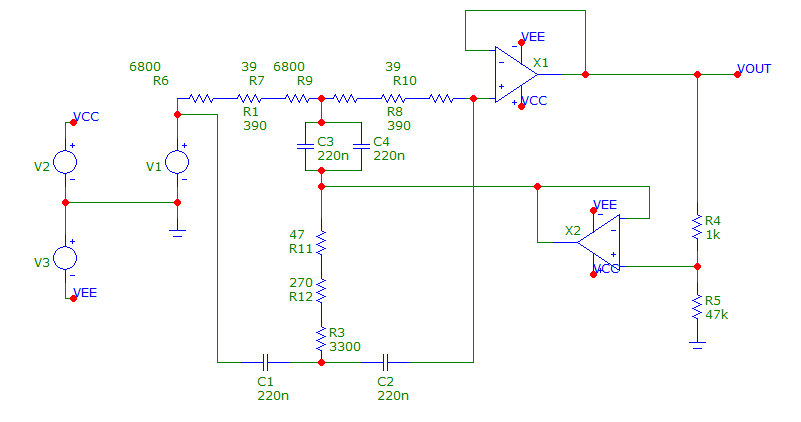 VEE
X1
VCC
VOUT
6800
R6
39
R7
6800
R9
39
R10
R1
390
R8
390
VCC
V2
V1
C3
220n
C4
220n
V3
VEE
47
R11
270
R12
R3
3300
VEE
X2
VCC
R4
1k
R5
47k
C1
220n
C2
220n